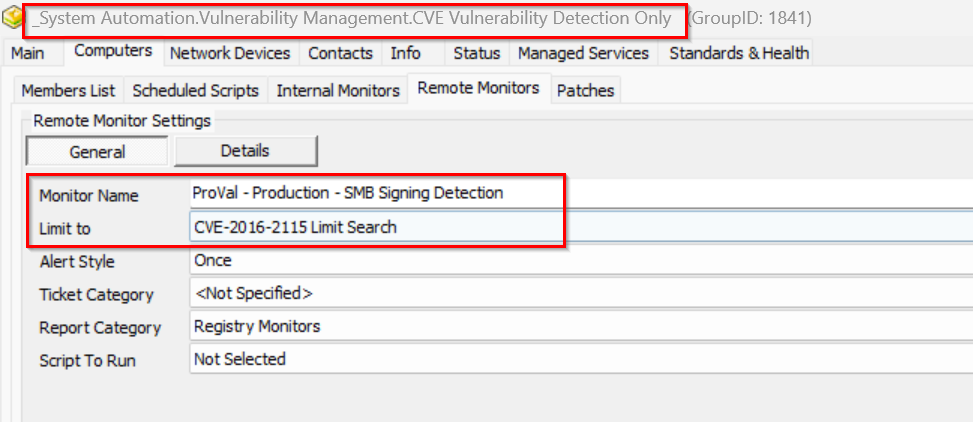 _System Automation.Vulnerability Management.CVE Vulnerability Detection Only (GroupID: 1841)
Main Computers Network Devices Contacts Info Status Managed Services Standards & Health
Members List Scheduled Scripts Internal Monitors Remote Monitors Patches
Remote Monitor Settings
General Details
Monitor Name ProVal - Production - SMB Signing Detection
Limit to CVE-2016-2115 Limit Search
Alert Style Once
Ticket Category <Not Specified>
Report Category Registry Monitors
Script To Run Not Selected